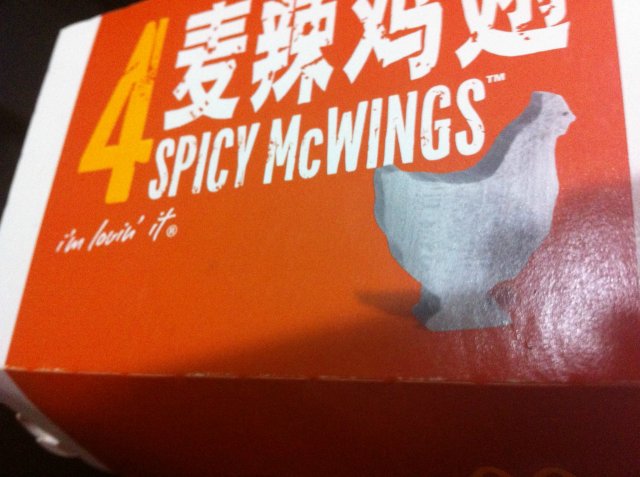 4 麦辣鸡翅
SPICY McWINGS™
i'm lovin' it®